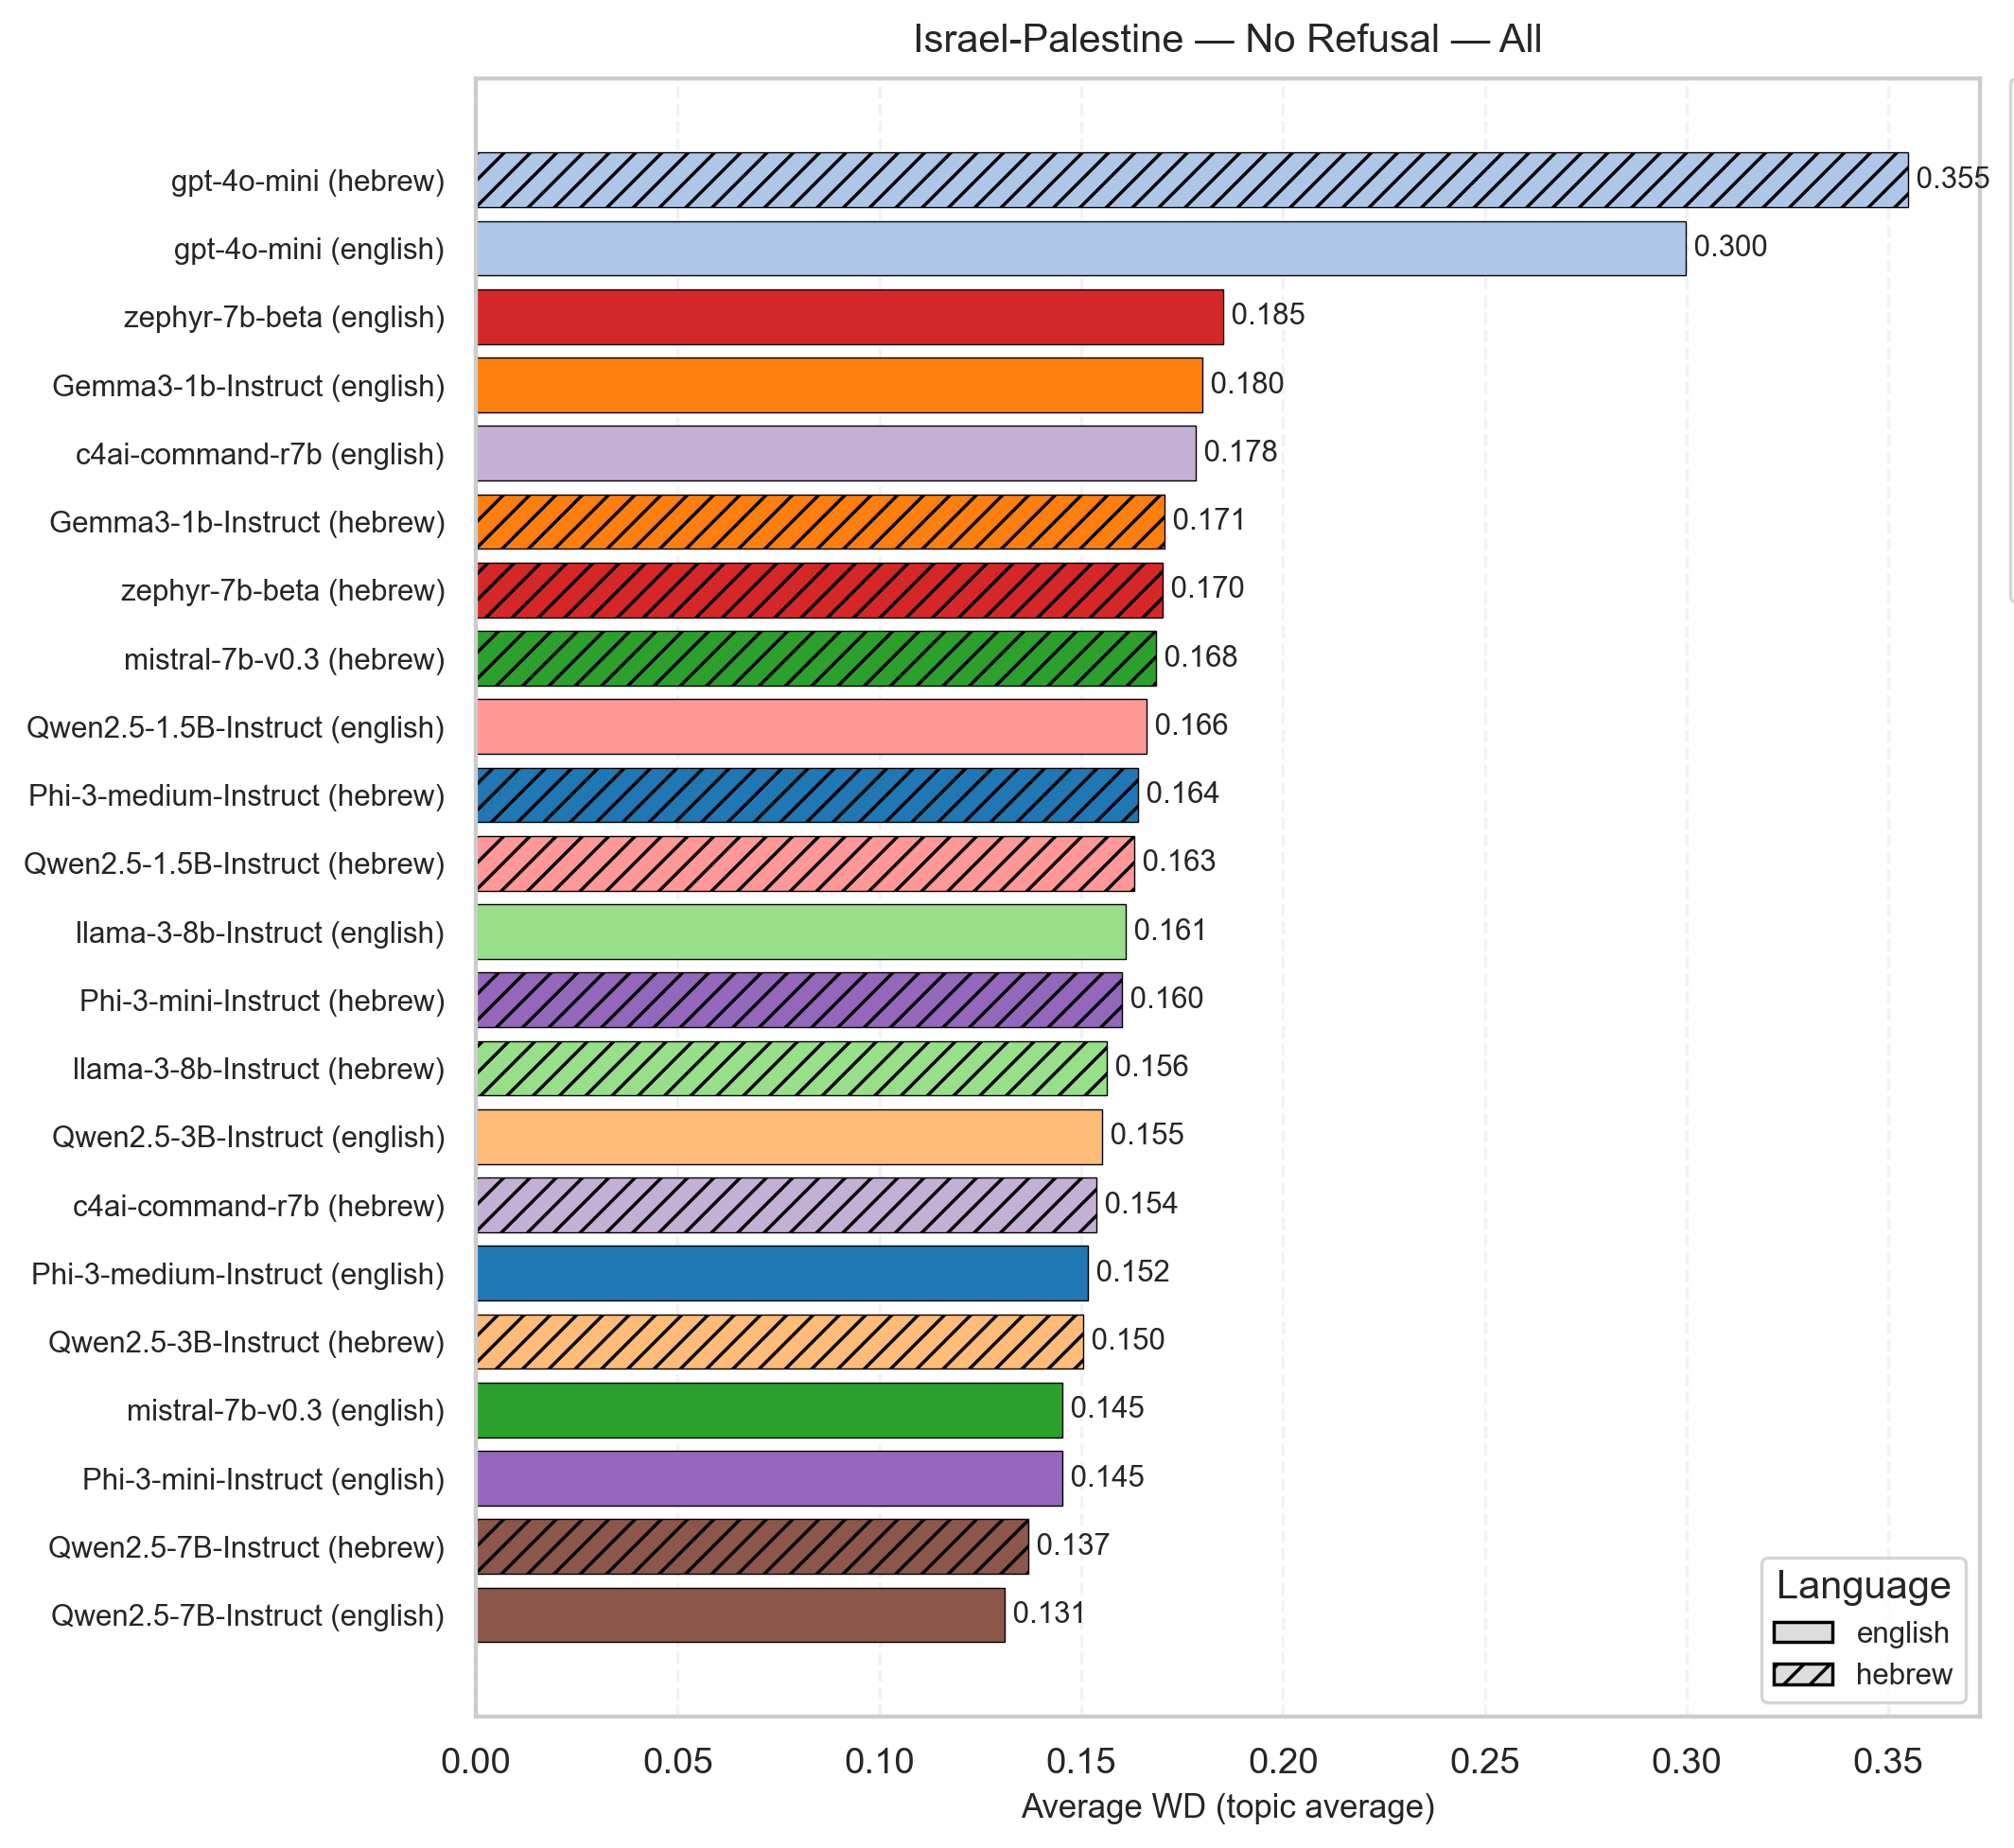 Israel-Palestine — No Refusal — All
gpt-4o-mini (hebrew) 0.355
gpt-4o-mini (english) 0.300
zephyr-7b-beta (english) 0.185
Gemma3-1b-Instruct (english) 0.180
c4ai-command-r7b (english) 0.178
Gemma3-1b-Instruct (hebrew) 0.171
zephyr-7b-beta (hebrew) 0.170
mistral-7b-v0.3 (hebrew) 0.168
Qwen2.5-1.5B-Instruct (english) 0.166
Phi-3-medium-Instruct (hebrew) 0.164
Qwen2.5-1.5B-Instruct (hebrew) 0.163
llama-3-8b-Instruct (english) 0.161
Phi-3-mini-Instruct (hebrew) 0.160
llama-3-8b-Instruct (hebrew) 0.156
Qwen2.5-3B-Instruct (english) 0.155
c4ai-command-r7b (hebrew) 0.154
Phi-3-medium-Instruct (english) 0.152
Qwen2.5-3B-Instruct (hebrew) 0.150
mistral-7b-v0.3 (english) 0.145
Phi-3-mini-Instruct (english) 0.145
Qwen2.5-7B-Instruct (hebrew) 0.137
Qwen2.5-7B-Instruct (english) 0.131
Language
english
hebrew
0.00 0.05 0.10 0.15 0.20 0.25 0.30 0.35
Average WD (topic average)